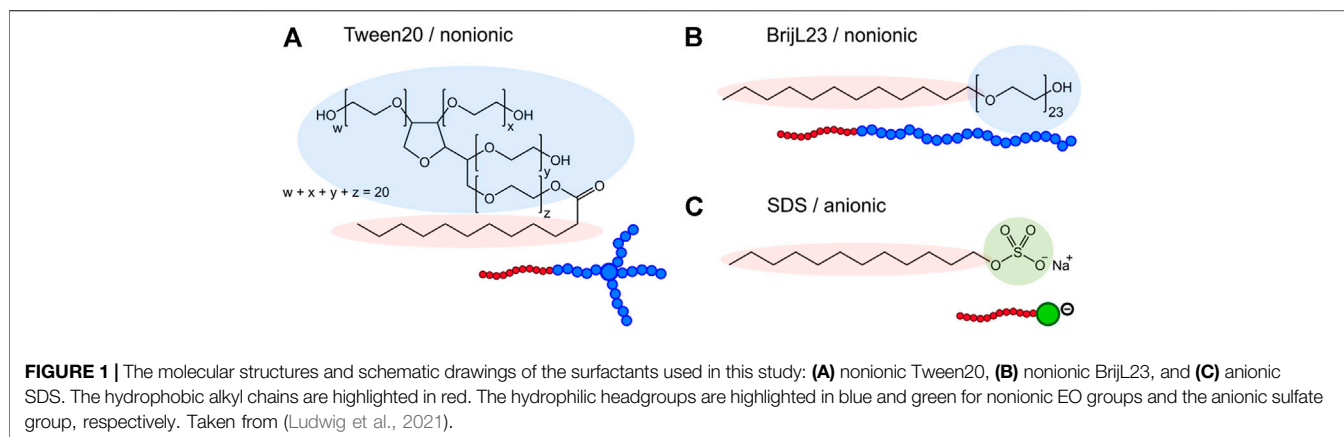 A Tween20 / nonionic
HO
w
O
O
x
OH
O
O
y
OH
O
z
O
O
w + x + y + z = 20
B BrijL23 / nonionic
O
OH
23
C SDS / anionic
O O
S
O O⁻ Na⁺
⊖
FIGURE 1 | The molecular structures and schematic drawings of the surfactants used in this study: (A) nonionic Tween20, (B) nonionic BrijL23, and (C) anionic
SDS. The hydrophobic alkyl chains are highlighted in red. The hydrophilic headgroups are highlighted in blue and green for nonionic EO groups and the anionic sulfate
group, respectively. Taken from (Ludwig et al., 2021).